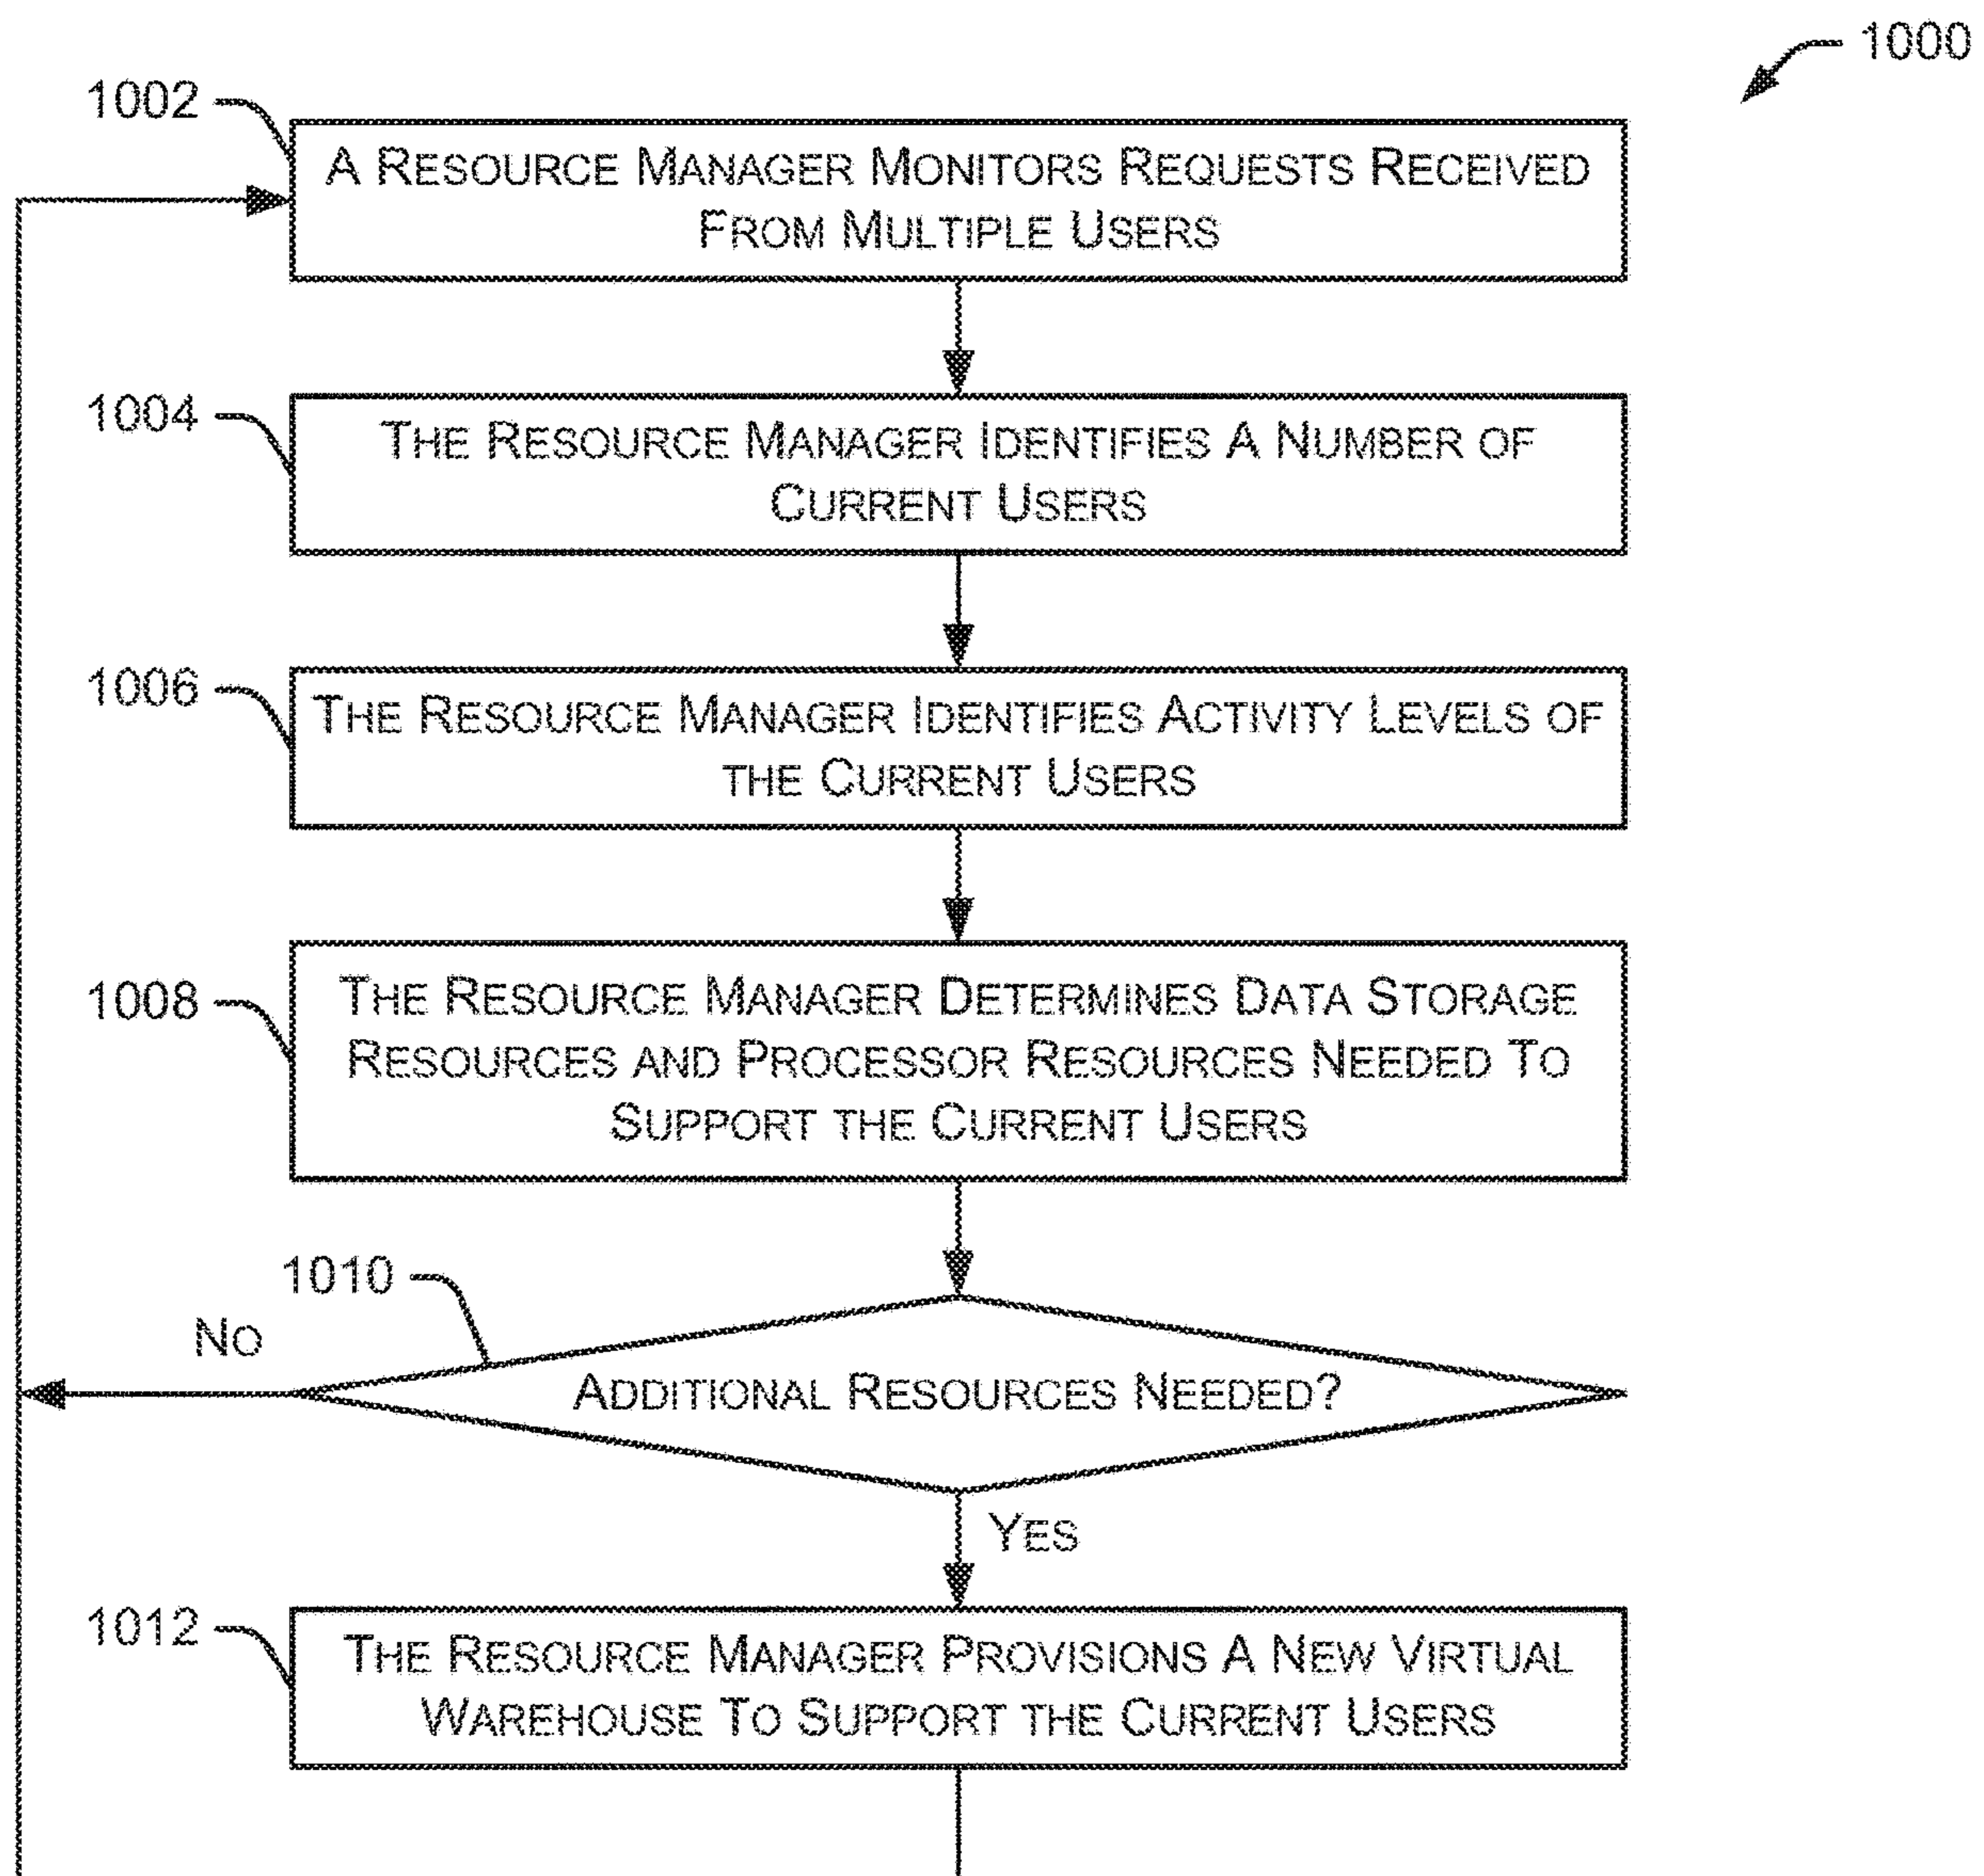 1000
1002
A RESOURCE MANAGER MONITORS REQUESTS RECEIVED
FROM MULTIPLE USERS
1004
THE RESOURCE MANAGER IDENTIFIES A NUMBER OF
CURRENT USERS
1006
THE RESOURCE MANAGER IDENTIFIES ACTIVITY LEVELS OF
THE CURRENT USERS
1008
THE RESOURCE MANAGER DETERMINES DATA STORAGE
RESOURCES AND PROCESSOR RESOURCES NEEDED TO
SUPPORT THE CURRENT USERS
1010
NO
ADDITIONAL RESOURCES NEEDED?
YES
1012
THE RESOURCE MANAGER PROVISIONS A NEW VIRTUAL
WAREHOUSE TO SUPPORT THE CURRENT USERS